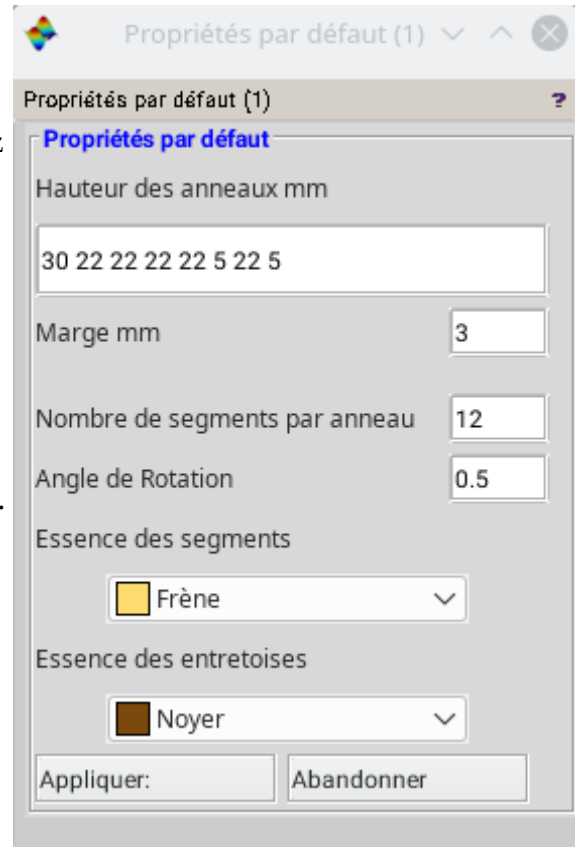 Propriétés par défaut (1)
Propriétés par défaut (1) ?
z
Propriétés par défaut
Hauteur des anneaux mm
30 22 22 22 22 5 22 5
Marge mm 3
Nombre de segments par anneau 12
Angle de Rotation 0.5
.
Essence des segments
Frène
Essence des entretoises
Noyer
Appliquer: Abandonner